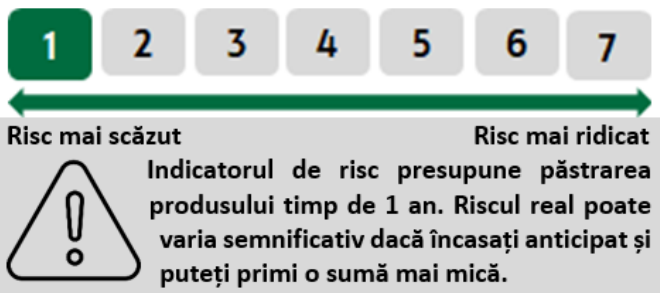 1 2 3 4 5 6 7
Risc mai scăzut Risc mai ridicat
Indicatorul de risc presupune păstrarea
produsului timp de 1 an. Riscul real poate
varia semnificativ dacă încasați anticipat și
puteți primi o sumă mai mică.